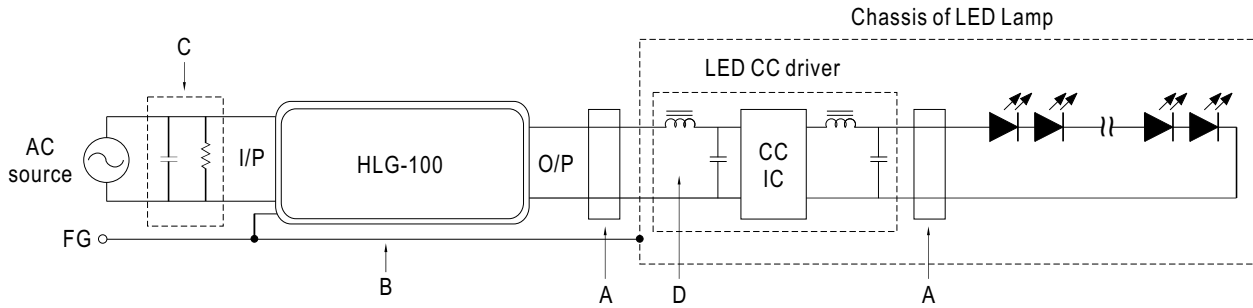 Chassis of LED Lamp
C
LED CC driver
AC
source
I/P
HLG-100
O/P
CC
IC
FG
B
A
D
A